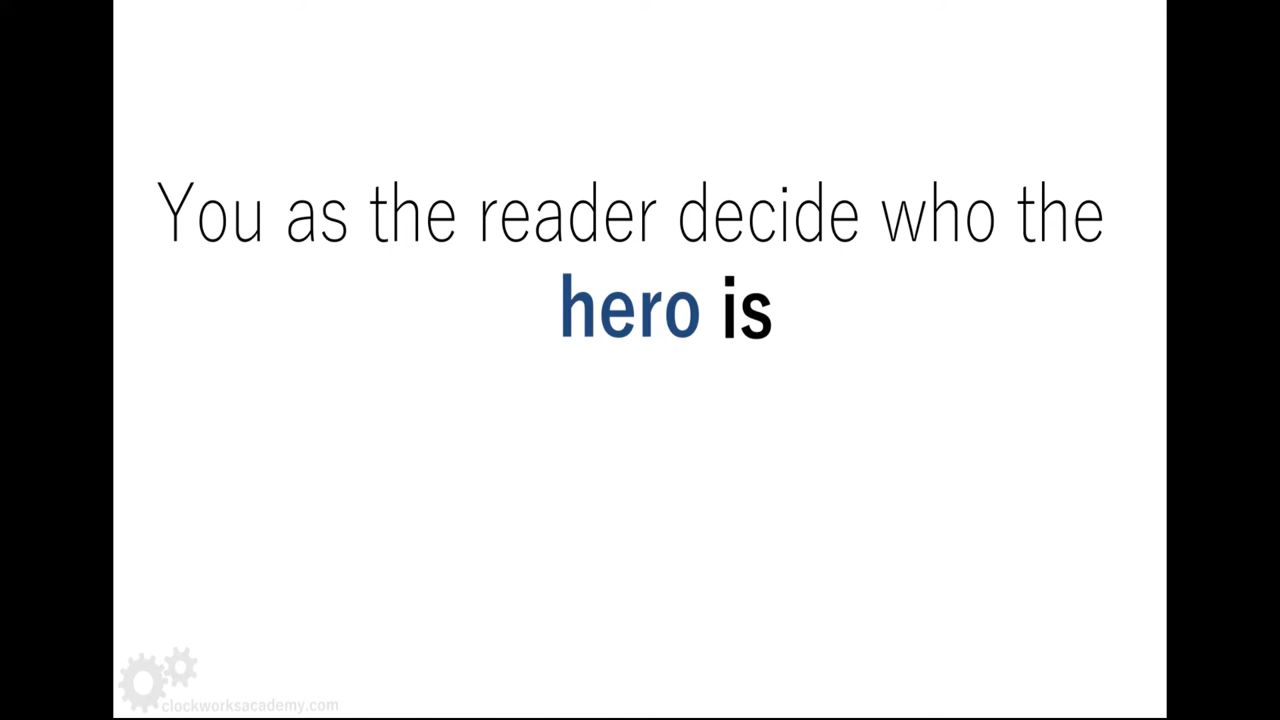 You as the reader decide who the
hero is
clockworksacademy.com